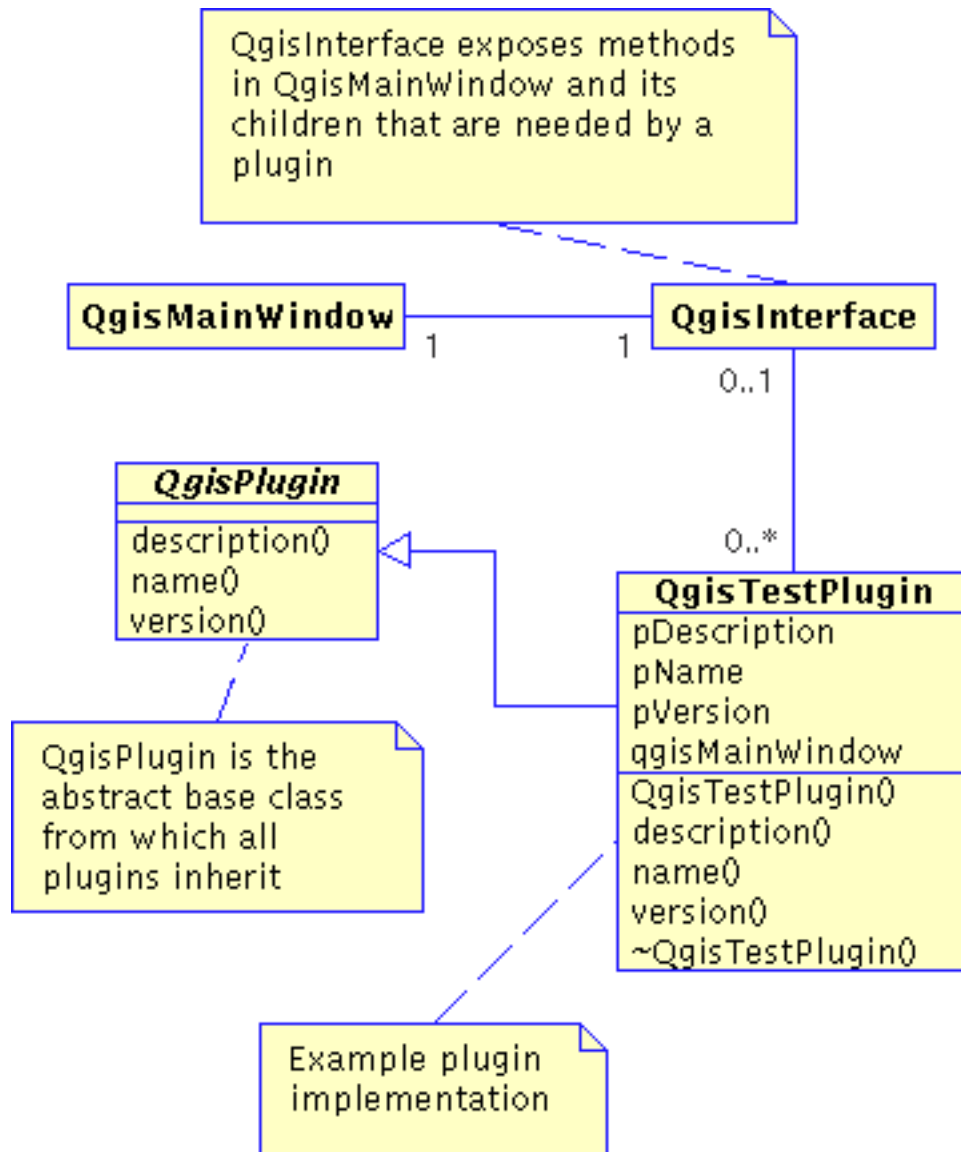 QgisInterface exposes methods
in QgisMainWindow and its
children that are needed by a
plugin
QgisMainWindow
QgisInterface
1
1
0..1
QgisPlugin
description()
name()
version()
0..*
QgisTestPlugin
pDescription
pName
pVersion
qgisMainWindow
QgisTestPlugin()
description()
name()
version()
~QgisTestPlugin()
QgisPlugin is the
abstract base class
from which all
plugins inherit
Example plugin
implementation